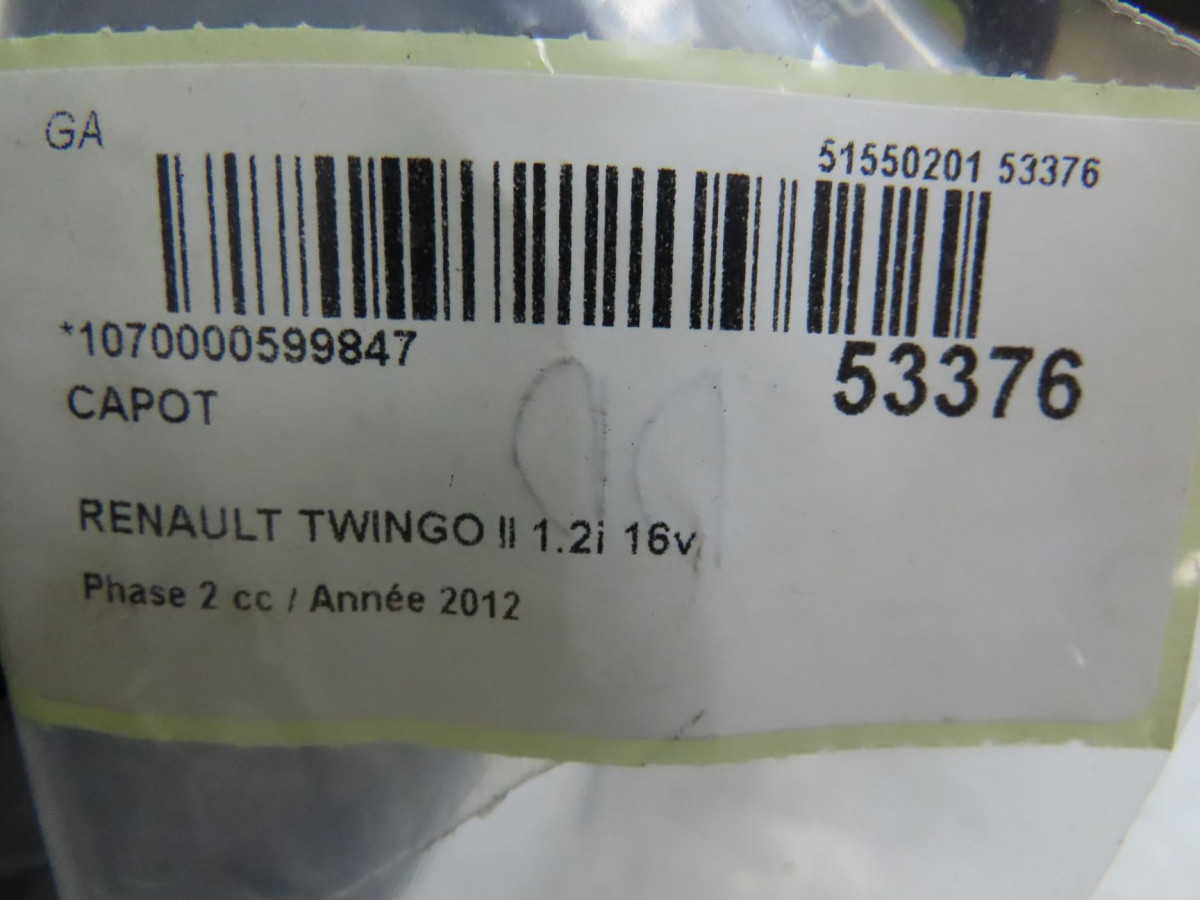 GA
51550201 53376
*1070000599847
53376
CAPOT
RENAULT TWINGO II 1.2i 16v
Phase 2 cc / Année 2012